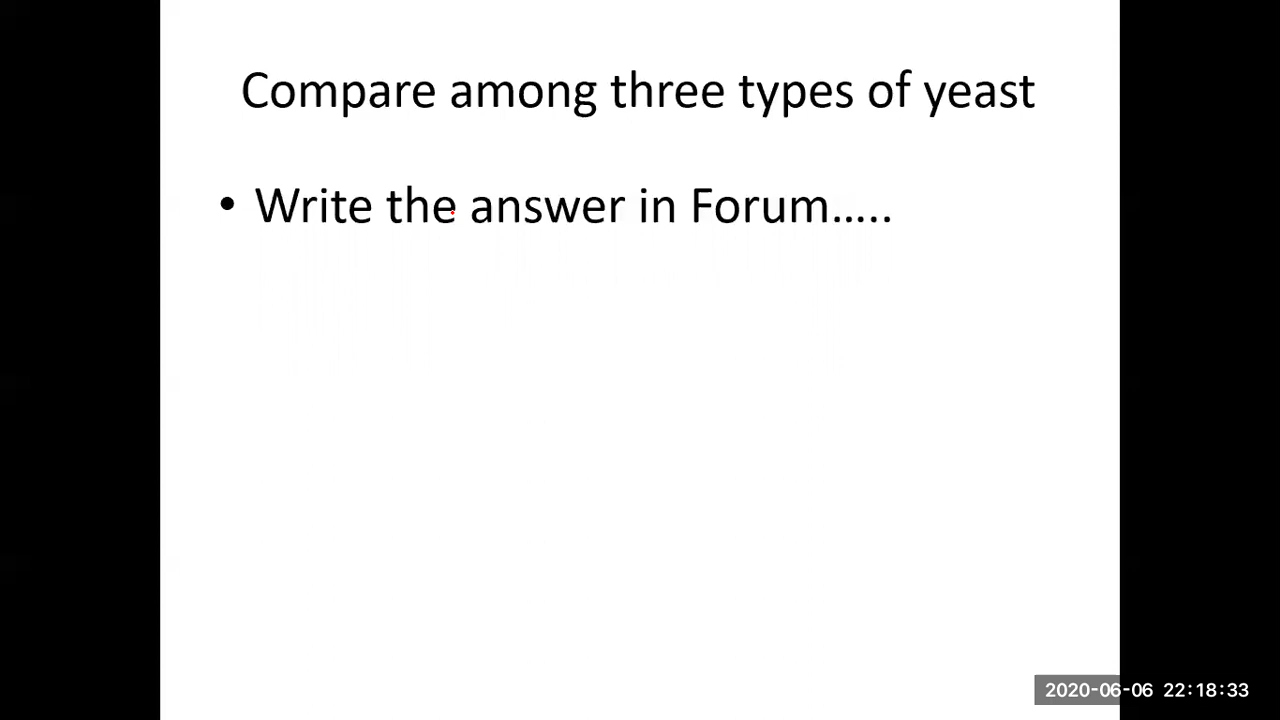 Compare among three types of yeast
• Write the answer in Forum.....
2020-06-06 22:18:33